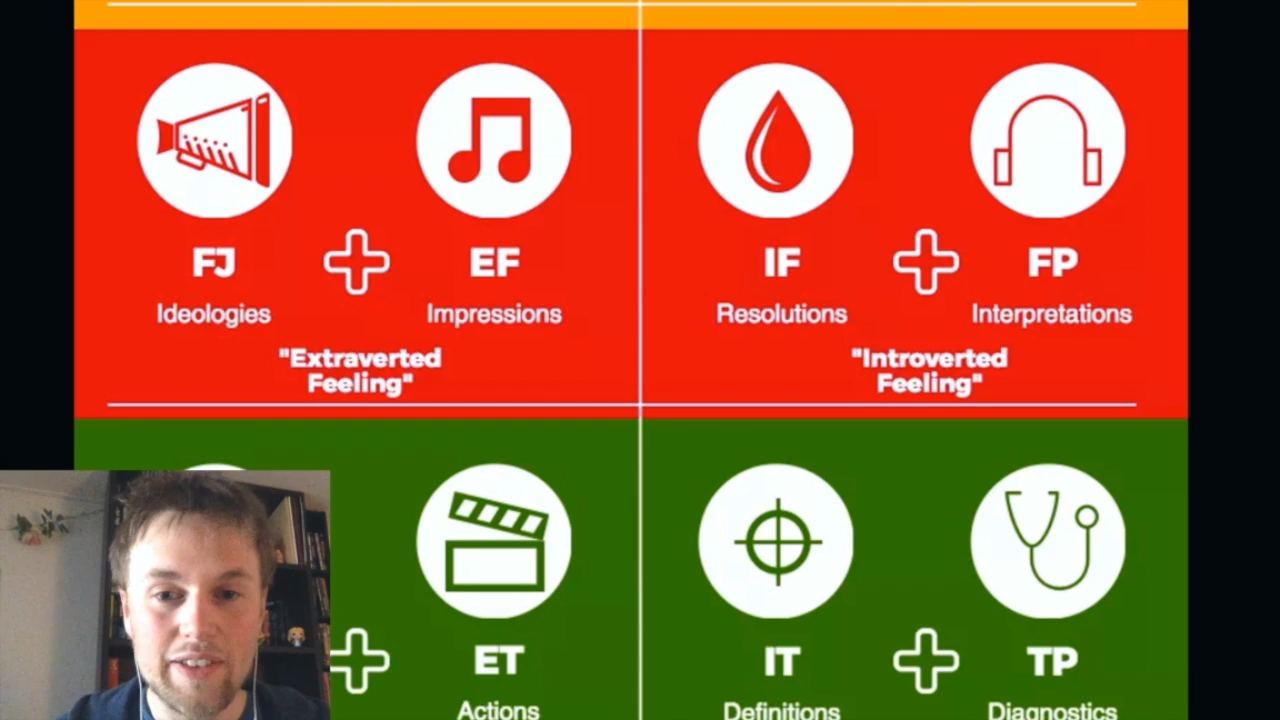 FJ EF IF FP
Ideologies Impressions Resolutions Interpretations
"Extraverted "Introverted
Feeling" Feeling"
ET IT TP
Actions Definitions Diagnostics